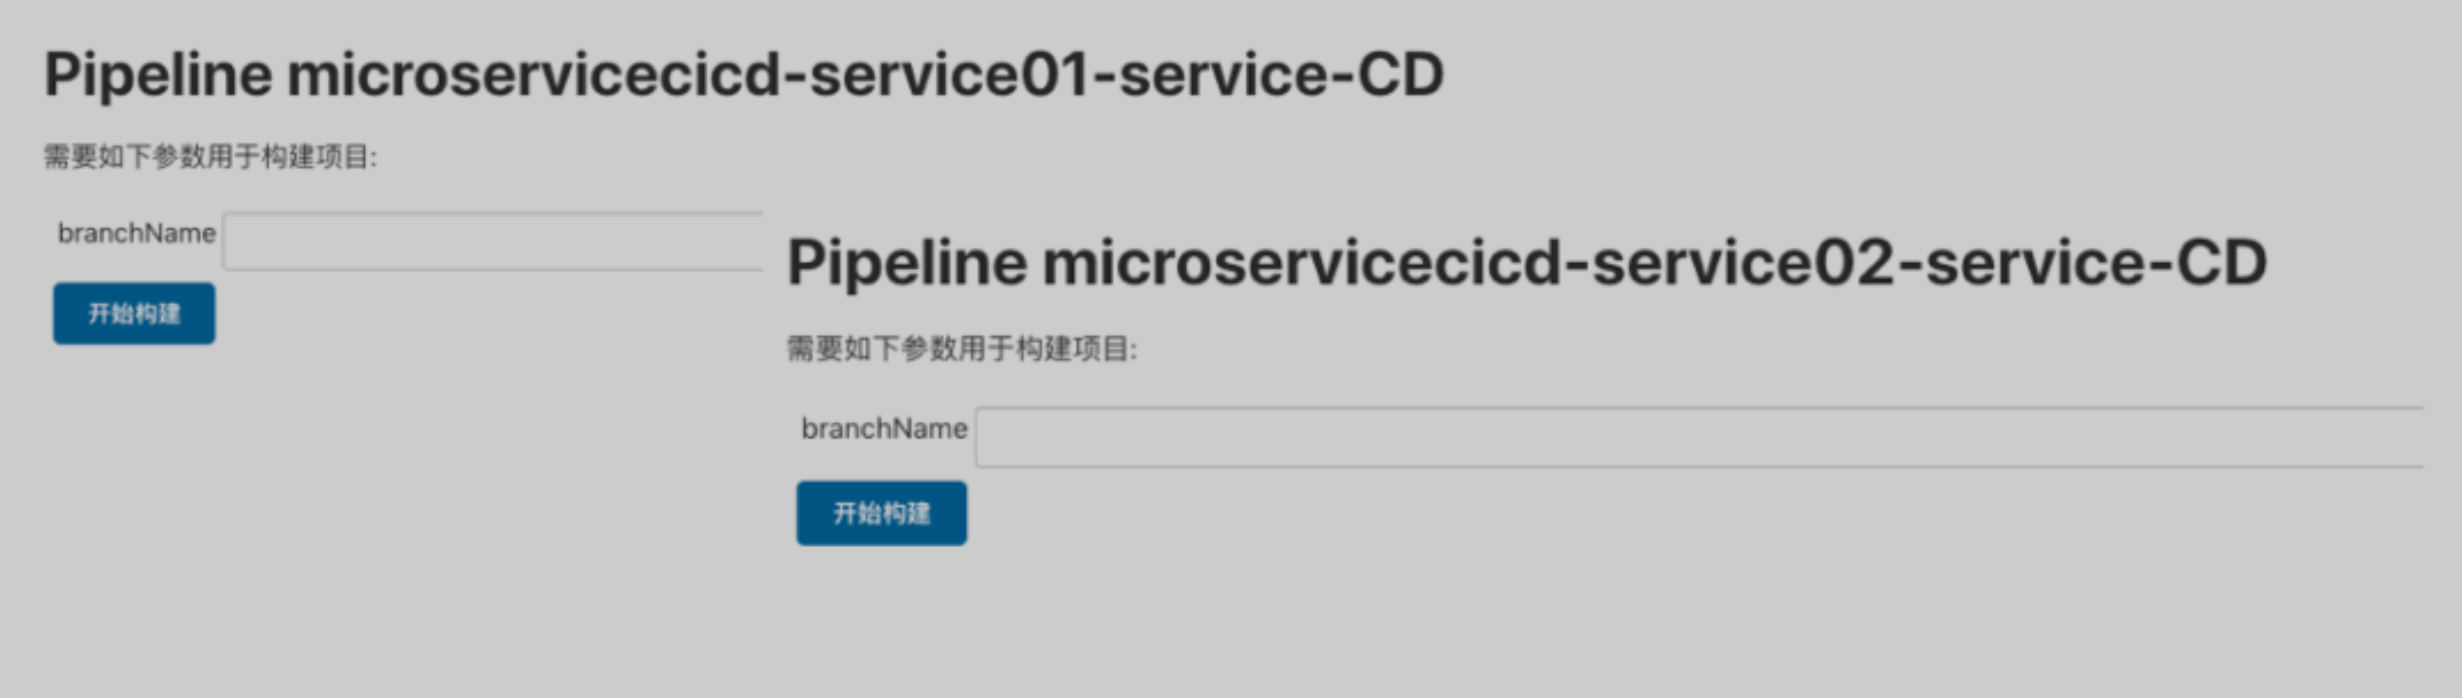 Pipeline microservicecicd-service01-service-CD
需要如下参数用于构建项目:
branchName
开始构建
Pipeline microservicecicd-service02-service-CD
需要如下参数用于构建项目:
branchName
开始构建